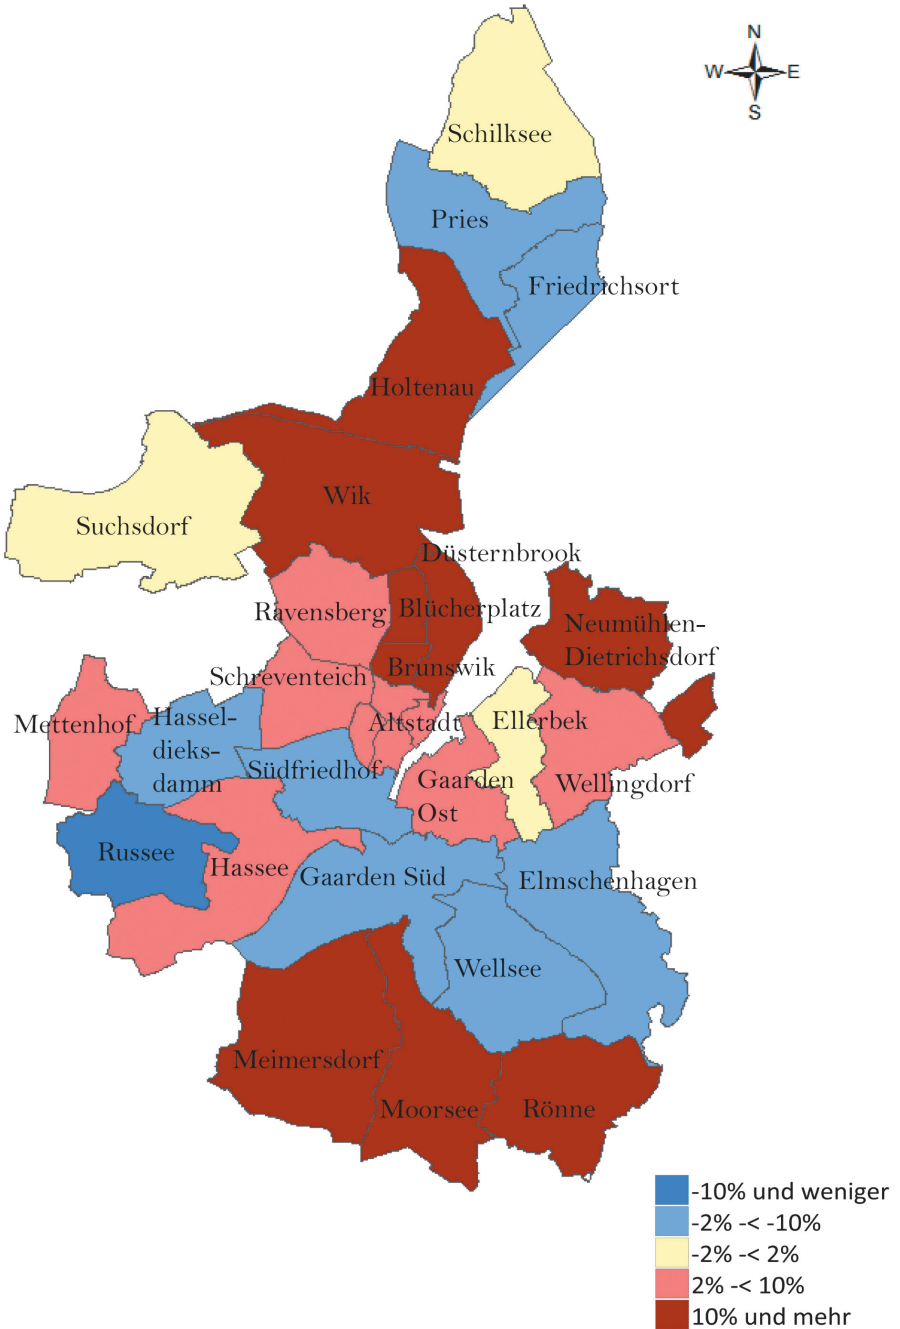 N
W E
S
Schilksee
Pries
Friedrichsort
Holtenau
Wik
Suchsdorf
Düsternbrook
Ravensberg
Blücherplatz
Neumühlen-
Dietrichsdorf
Brunswik
Schreventeich
Mettenhof
Hassel-
dieks-
damm
Altstadt
Ellerbek
Südfriedhof
Gaarden
Ost
Wellingdorf
Russee
Hassee
Gaarden Süd
Elmschenhagen
Wellsee
Meimersdorf
Moorsee
Rönne
-10% und weniger
-2% -< -10%
-2% -< 2%
2% -< 10%
10% und mehr